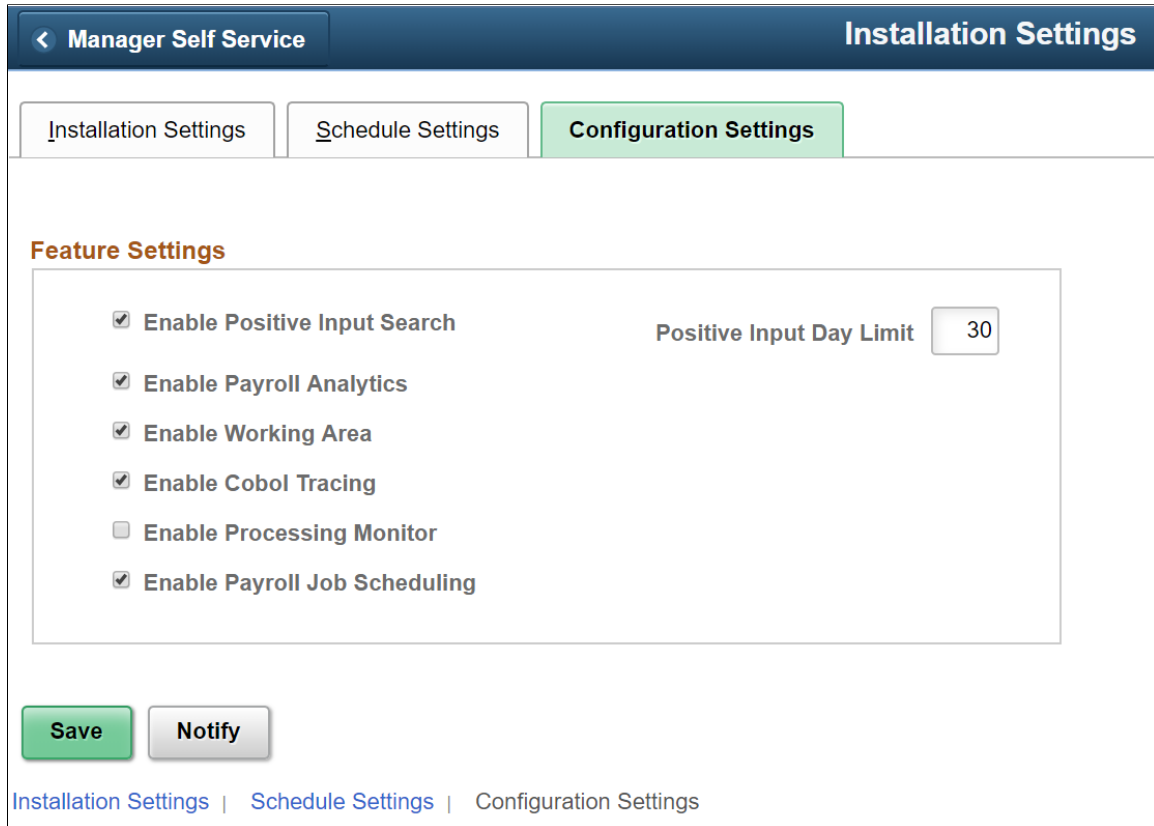 Manager Self Service
Installation Settings
Installation Settings
Schedule Settings
Configuration Settings
Feature Settings
Enable Positive Input Search
Positive Input Day Limit 30
Enable Payroll Analytics
Enable Working Area
Enable Cobol Tracing
Enable Processing Monitor
Enable Payroll Job Scheduling
Save
Notify
Installation Settings | Schedule Settings | Configuration Settings